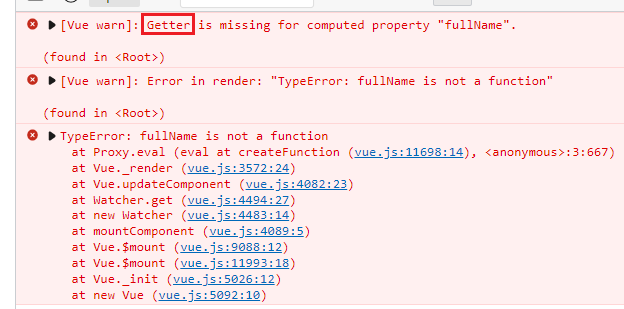 [Vue warn]: Getter is missing for computed property "fullName".
(found in <Root>)
[Vue warn]: Error in render: "TypeError: fullName is not a function"
(found in <Root>)
TypeError: fullName is not a function
at Proxy.eval (eval at createFunction (vue.js:11698:14), <anonymous>:3:667)
at Vue._render (vue.js:3572:24)
at Vue.updateComponent (vue.js:4082:23)
at Watcher.get (vue.js:4494:27)
at new Watcher (vue.js:4483:14)
at mountComponent (vue.js:4089:5)
at Vue.$mount (vue.js:9088:12)
at Vue.$mount (vue.js:11993:18)
at Vue._init (vue.js:5026:12)
at new Vue (vue.js:5092:10)